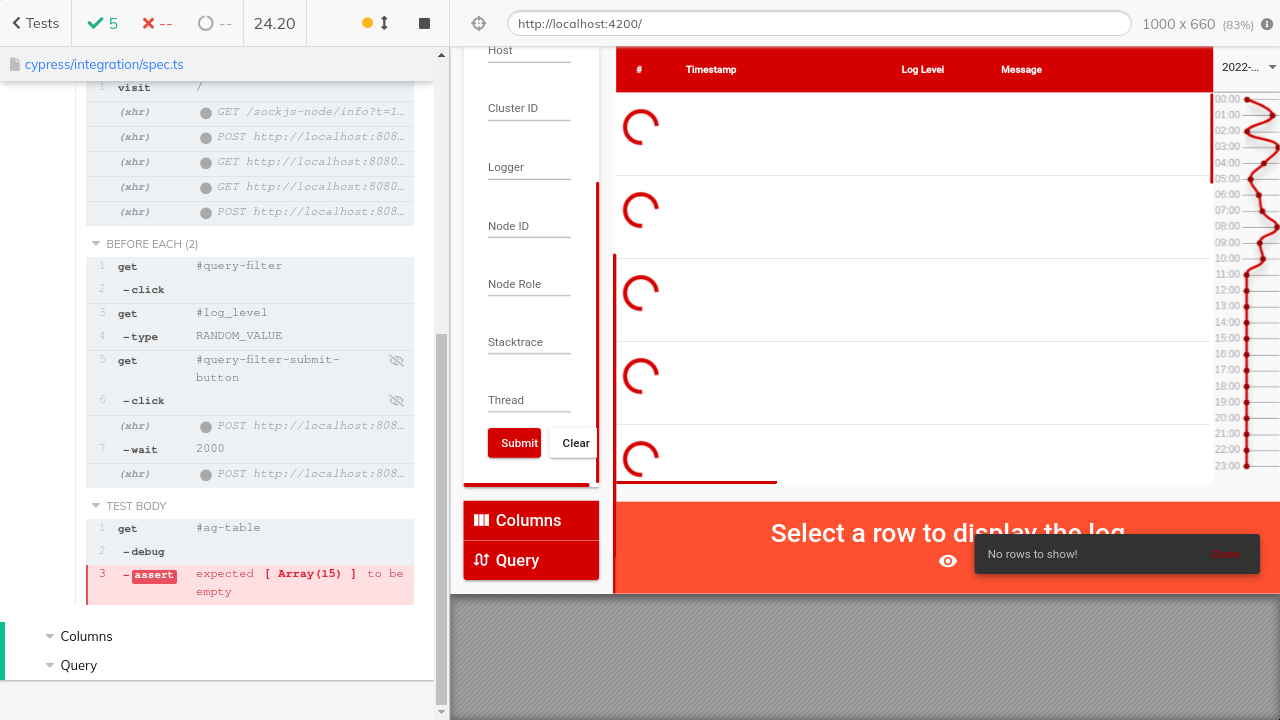 Tests
5
--
--
24.20
http://localhost:4200/
1000 x 660 (83%)
cypress/integration/spec.ts
1 visit /
(xhr) GET /sockjs-node/info?t=1…
(xhr) POST http://localhost:808…
(xhr) GET http://localhost:8080…
(xhr) GET http://localhost:8080…
(xhr) POST http://localhost:808…
BEFORE EACH (2)
1 get #query-filter
2 -click
3 get #log_level
4 -type RANDOM_VALUE
5 get #query-filter-submit-
button
6 -click
(xhr) POST http://localhost:808…
7 -wait 2000
(xhr) POST http://localhost:808…
TEST BODY
1 get #ag-table
2 -debug
3 -assert expected [ Array(15) ] to be
empty
Columns
Query
Host
Cluster ID
Logger
Node ID
Node Role
Stacktrace
Thread
Submit Clear
Columns
Query
# Timestamp Log Level Message
2022-...
00:00
01:00
02:00
03:00
04:00
05:00
06:00
07:00
08:00
09:00
10:00
11:00
12:00
13:00
14:00
15:00
16:00
17:00
18:00
19:00
20:00
21:00
22:00
23:00
Select a row to display the log
No rows to show!